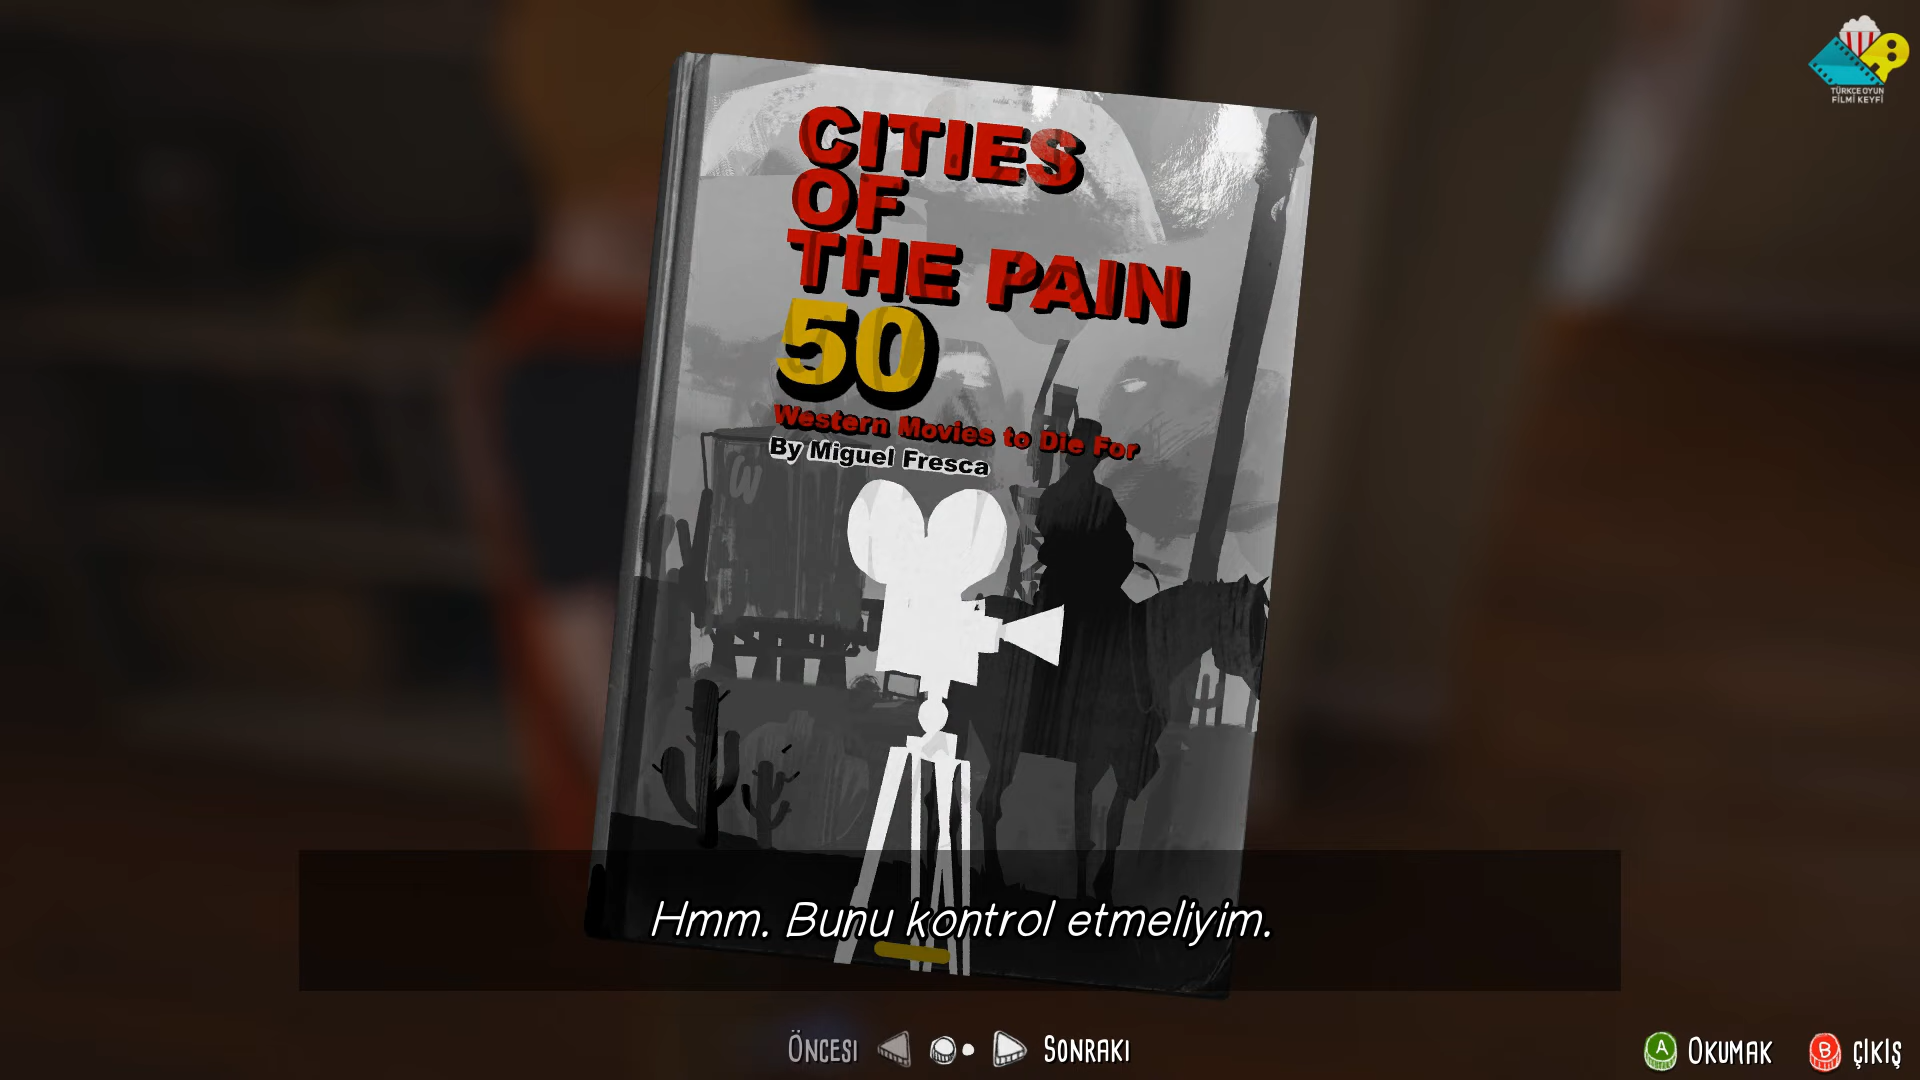 TÜRKÇE OYUN
FİLMİ KEYFİ
CITIES
OF
THE PAIN
50
Western Movies to Die For
By Miguel Fresca
Hmm. Bunu kontrol etmeliyim.
ÖNCESI
SONRAKI
A OKUMAK
B ÇIKIŞ